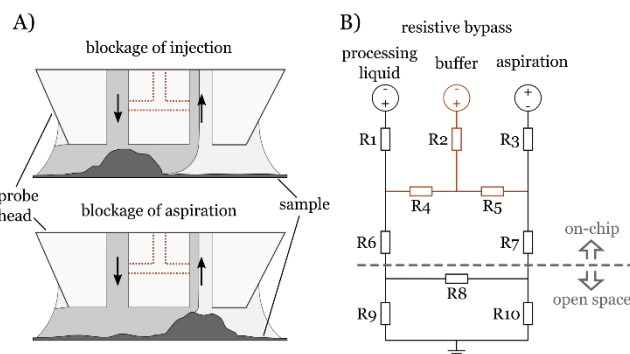 A)
blockage of injection
probe
head
blockage of aspiration
sample
B)
resistive bypass
processing
liquid
buffer
aspiration
-
+
-
+
+
-
R1
R2
R3
R4
R5
R6
R7
on-chip
R8
open space
R9
R10